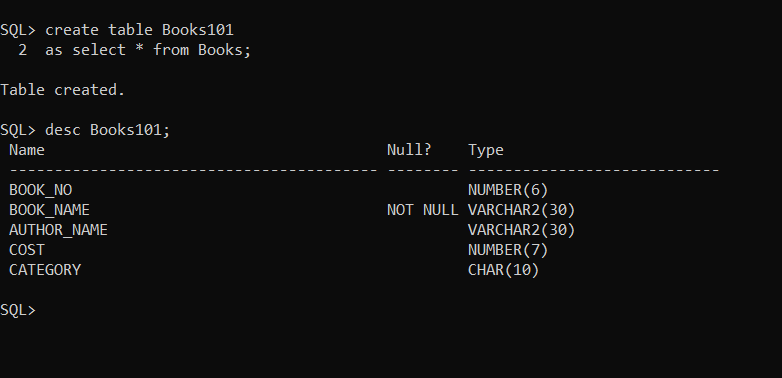 SQL> create table Books101
  2  as select * from Books;
Table created.
SQL> desc Books101;
 Name                                      Null?    Type
 ----------------------------------------- -------- ----------------------------
 BOOK_NO                                            NUMBER(6)
 BOOK_NAME                                 NOT NULL VARCHAR2(30)
 AUTHOR_NAME                                        VARCHAR2(30)
 COST                                               NUMBER(7)
 CATEGORY                                           CHAR(10)
SQL>